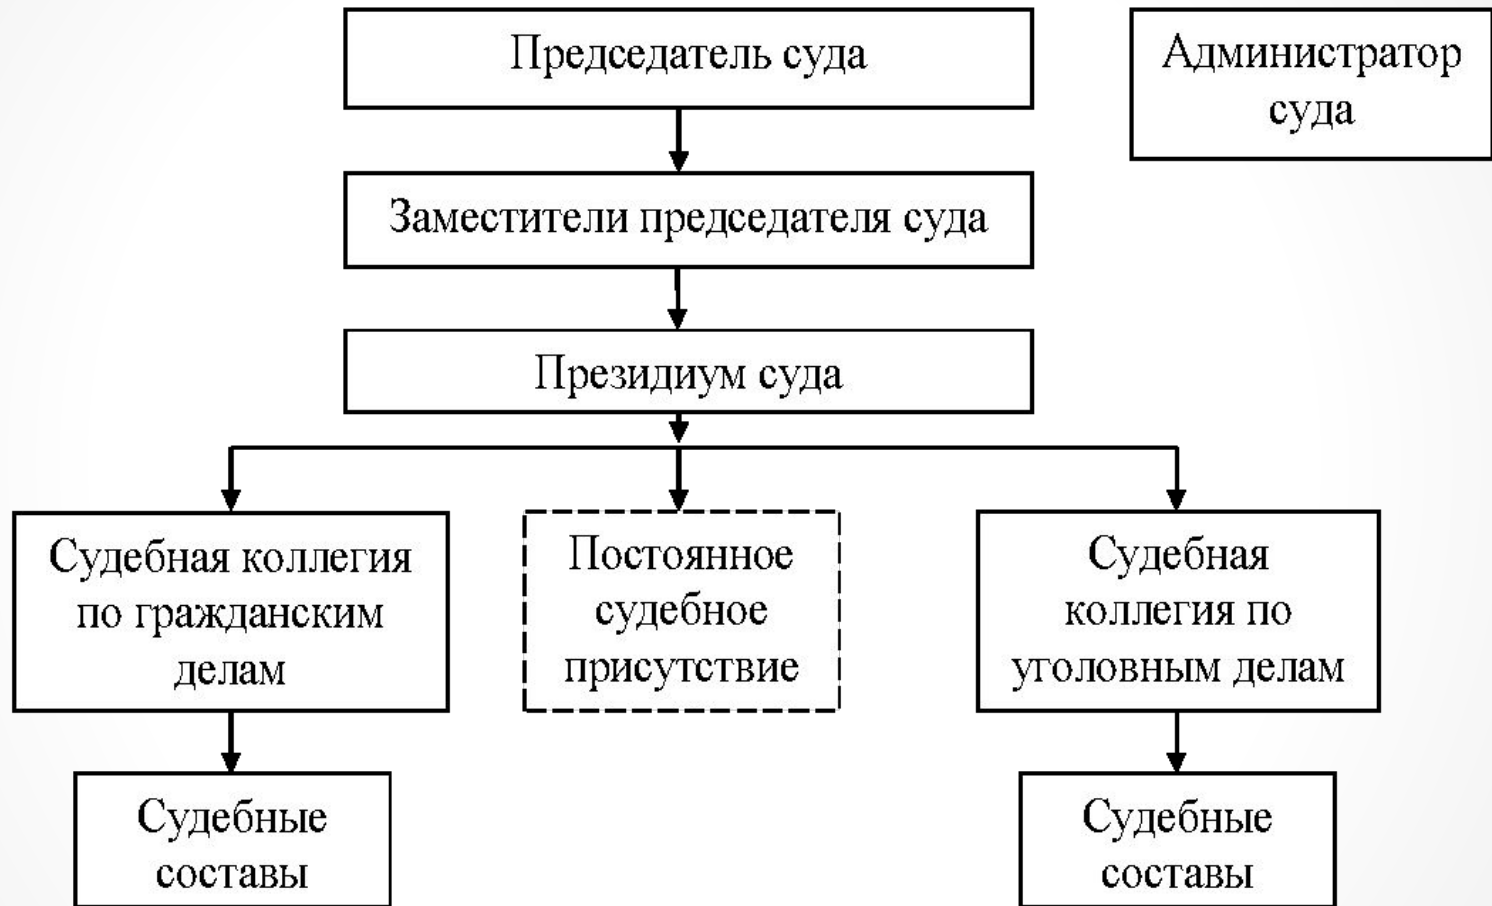 Председатель суда
Администратор
суда
Заместители председателя суда
Президиум суда
Судебная коллегия
по гражданским
делам
Постоянное
судебное
присутствие
Судебная
коллегия по
уголовным делам
Судебные
составы
Судебные
составы